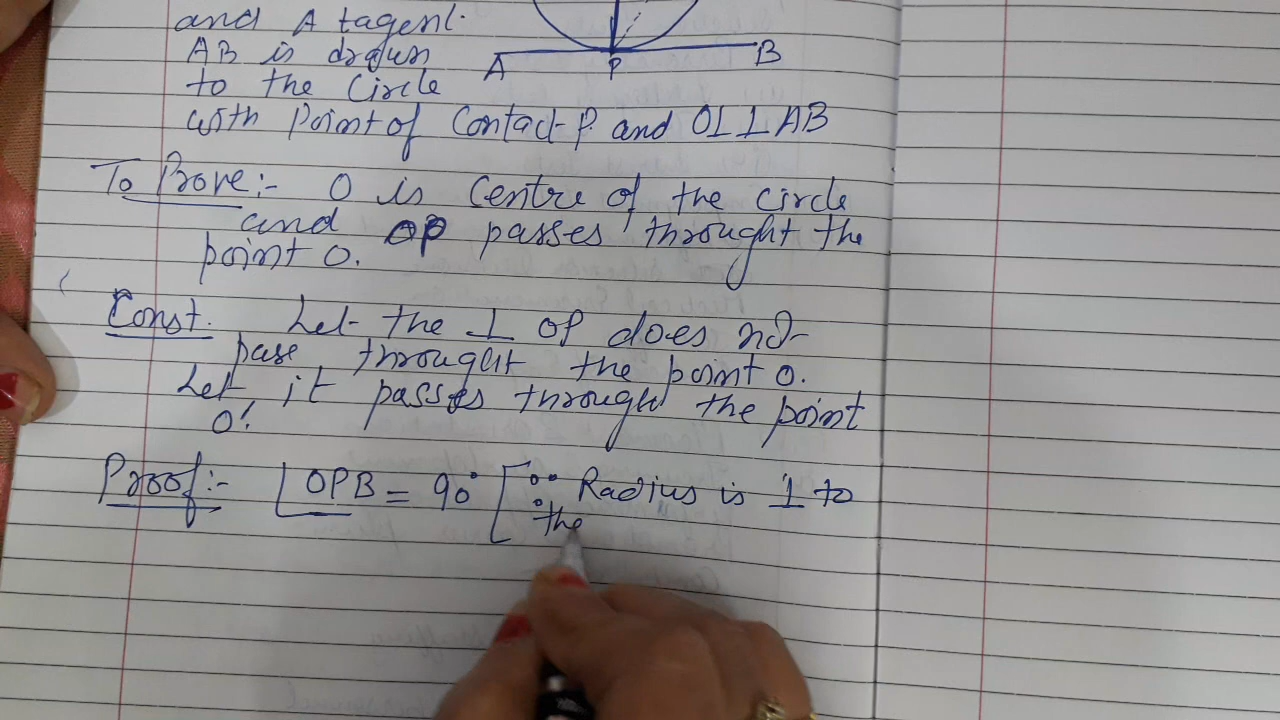 and A tagent.
AB is drawn
to the Circle
A P B
with Point of Contact P and OL ⊥ AB
To Prove:- O is Centre of the circle
and OP passes throught the
point O.
Const. Let the ⊥ OP does not
pase throught the point O.
Let it passes through the point
O'.
Proof:- ∠OPB = 90° [∵ Radius is ⊥ to
the